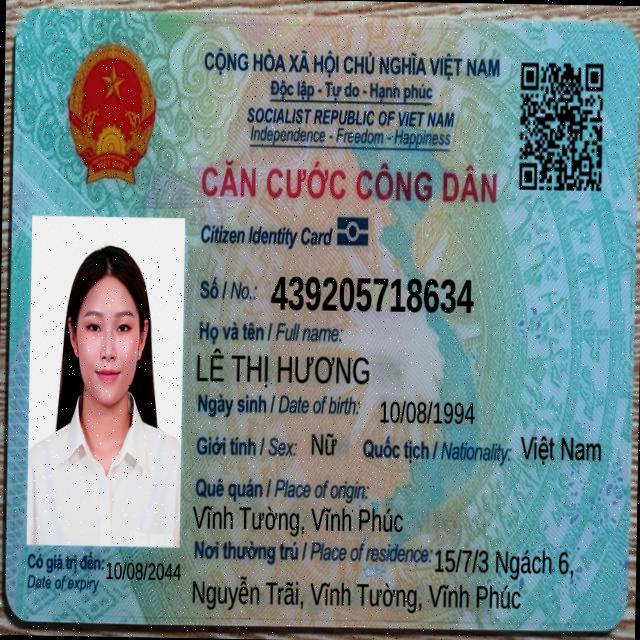 CỘNG HÒA XÃ HỘI CHỦ NGHĨA VIỆT NAM
Độc lập - Tự do - Hạnh phúc
SOCIALIST REPUBLIC OF VIET NAM
Independence - Freedom - Happiness
CĂN CƯỚC CÔNG DÂN
Citizen Identity Card
Số / No.: 439205718634
Họ và tên / Full name:
LÊ THỊ HƯƠNG
Ngày sinh / Date of birth: 10/08/1994
Giới tính / Sex: Nữ Quốc tịch / Nationality: Việt Nam
Quê quán / Place of origin:
Vĩnh Tường, Vĩnh Phúc
Nơi thường trú / Place of residence: 15/7/3 Ngách 6,
Nguyễn Trãi, Vĩnh Tường, Vĩnh Phúc
Có giá trị đến: 10/08/2044
Date of expiry